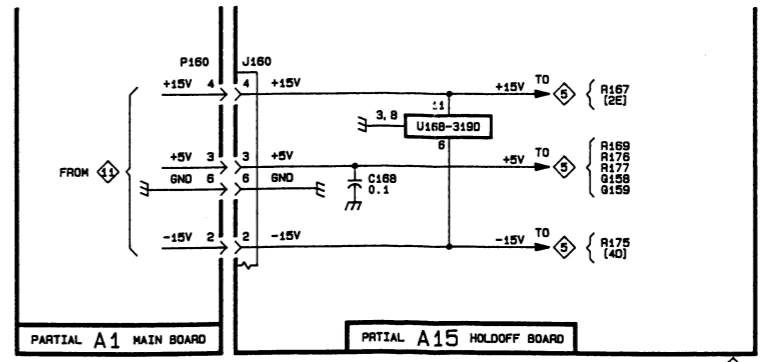 P160 J160
+15V 4 4 +15V +15V TO 5 R167
[2E]
11
3, 8 U168-319D
6
+5V 3 3 +5V +5V TO 5 R169
R176
R177
Q158
Q159
FROM 11
GND 6 6 GND
C168
0.1
-15V 2 2 -15V -15V TO 5 R175
[4D]
PARTIAL A1 MAIN BOARD
PRTIAL A15 HOLDOFF BOARD